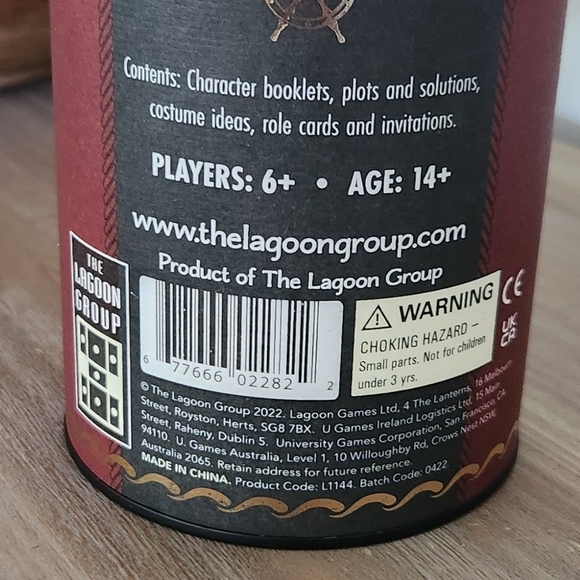 Contents: Character booklets, plots and solutions,
costume ideas, role cards and invitations.
PLAYERS: 6+ • AGE: 14+
www.thelagoongroup.com
Product of The Lagoon Group
THE
LAGOON
GROUP
6 77666 02282 2
WARNING
CHOKING HAZARD –
Small parts. Not for children
under 3 yrs.
CE
UK
CA
© The Lagoon Group 2022. Lagoon Games Ltd, 4 The Lanterns, 16 Melbourn
Street, Royston, Herts, SG8 7BX. U Games Ireland Logistics Ltd. 15 Main
Street, Raheny, Dublin 5. University Games Corporation, San Francisco, CA
94110. U. Games Australia, Level 1, 10 Willoughby Rd, Crows Nest NSW,
Australia 2065. Retain address for future reference.
MADE IN CHINA. Product Code: L1144. Batch Code: 0422.